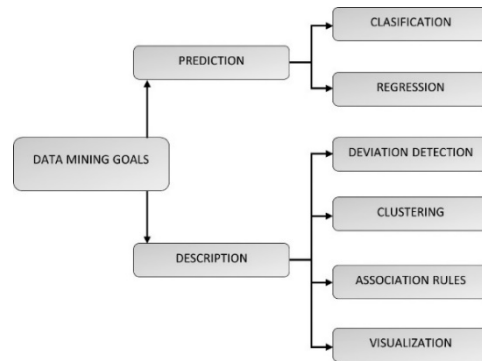 CLASIFICATION
PREDICTION
REGRESSION
DATA MINING GOALS
DEVIATION DETECTION
CLUSTERING
DESCRIPTION
ASSOCIATION RULES
VISUALIZATION